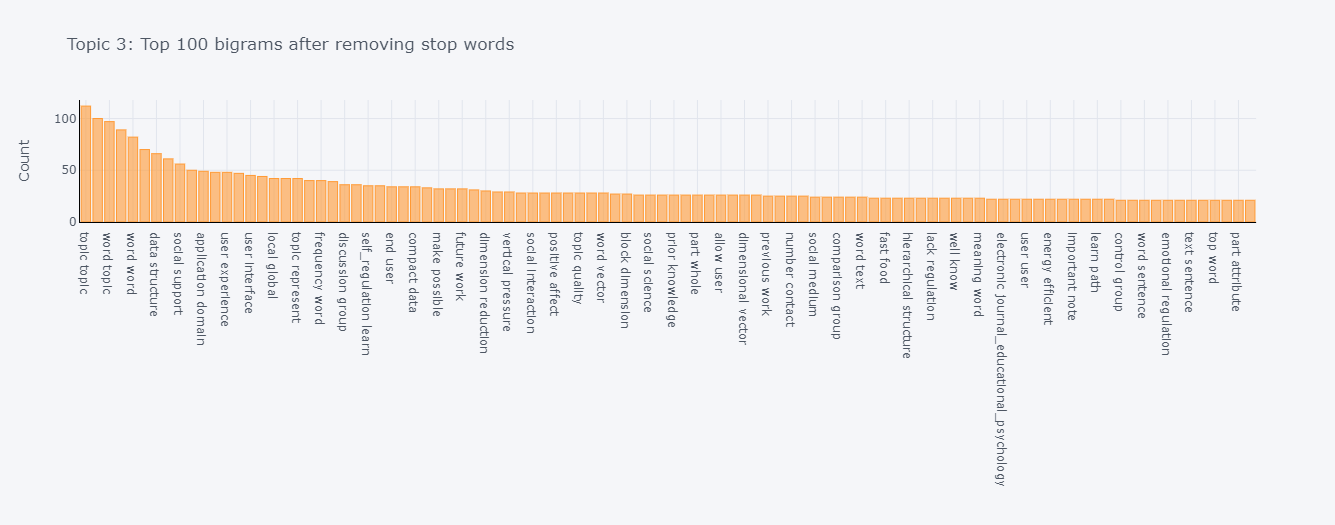 Topic 3: Top 100 bigrams after removing stop words
Count
100
50
0
topic topic
word topic
word word
data structure
social support
application domain
user experience
user interface
local global
topic represent
frequency word
discussion group
self_regulation learn
end user
compact data
make possible
future work
dimension reduction
vertical pressure
social interaction
positive affect
topic quality
word vector
block dimension
social science
prior knowledge
part whole
allow user
dimensional vector
previous work
number contact
social medium
comparison group
word text
fast food
hierarchical structure
lack regulation
well know
meaning word
electronic journal_educational_psychology
user user
energy efficient
important note
learn path
control group
word sentence
emotional regulation
text sentence
top word
part attribute